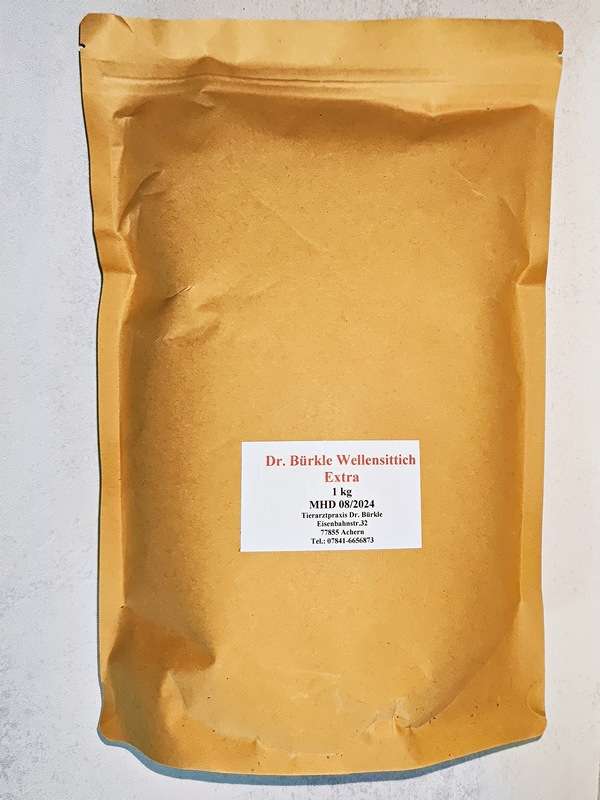 Dr. Bürkle Wellensittich
Extra
1 kg
MHD 08/2024
Tierarztpraxis Dr. Bürkle
Eisenbahnstr.32
77855 Achern
Tel.: 07841-6656873